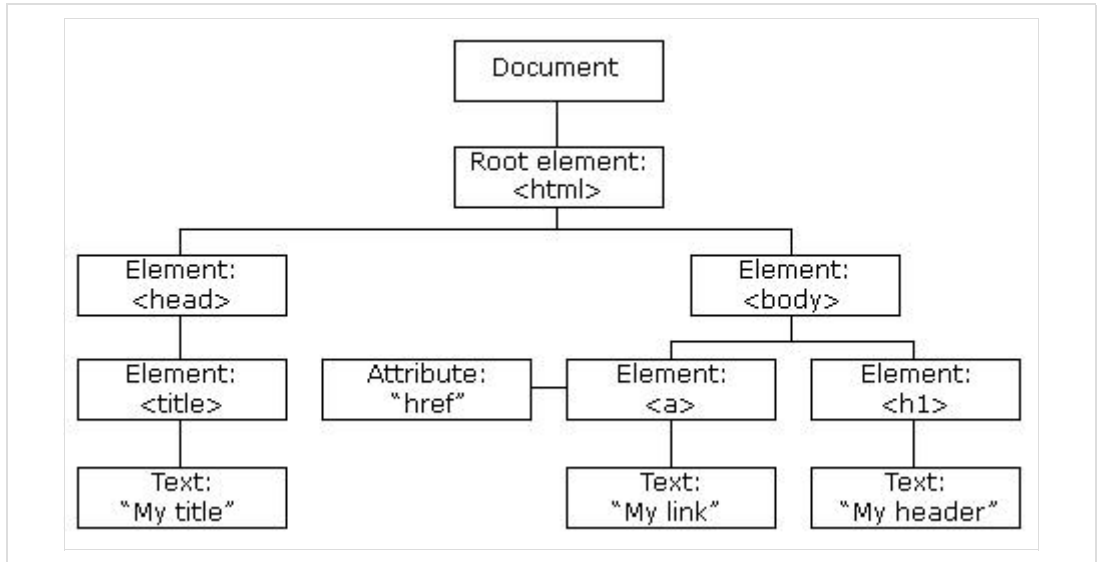 Document
Root element:
<html>
Element:
<head>
Element:
<body>
Element:
<title>
Attribute:
“href”
Element:
<a>
Element:
<h1>
Text:
“My title”
Text:
“My link”
Text:
“My header”